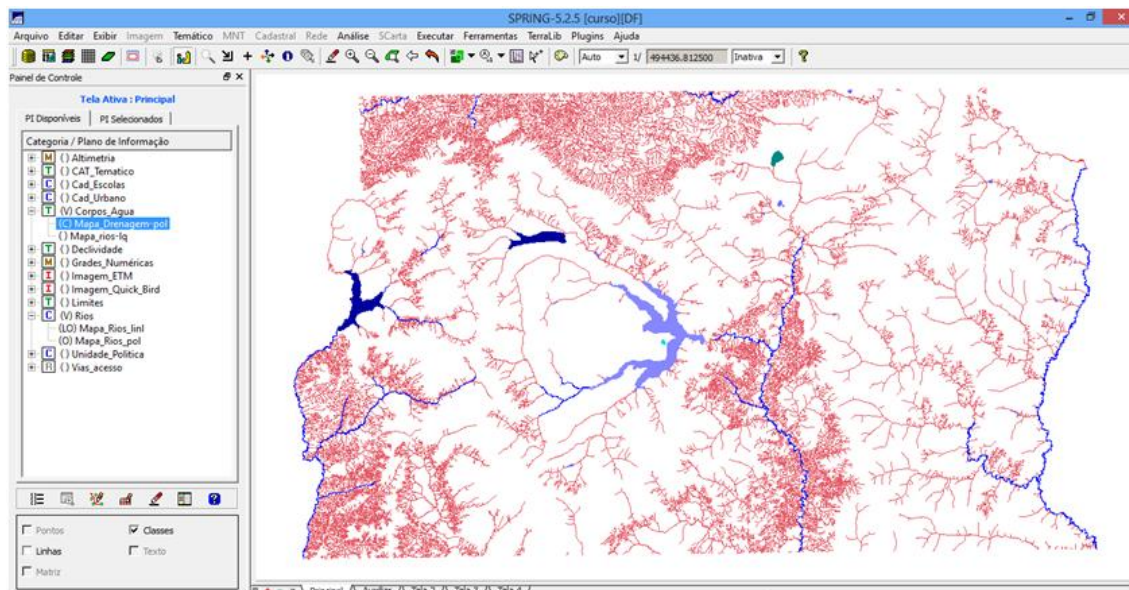 SPRING-5.2.5 [curso][DF]
Arquivo Editar Exibir Imagem Temático MNT Cadastral Rede Análise SCarta Executar Ferramentas TerraLib Plugins Ajuda
Auto 1/ 494436.812500 Inativa
Painel de Controle
Tela Ativa : Principal
PI Disponíveis PI Selecionados
Categoria / Plano de Informação
M ( ) Altimetria
T ( ) CAT_Tematico
C ( ) Cad_Escolas
C ( ) Cad_Urbano
T (V) Corpos_Agua
(C) Mapa_Drenagem-pol
( ) Mapa_rios-lq
T ( ) Declividade
M ( ) Grades_Numéricas
I ( ) Imagem_ETM
I ( ) Imagem_Quick_Bird
T ( ) Limites
C (V) Rios
(LO) Mapa_Rios_linl
(O) Mapa_Rios_pol
C ( ) Unidade_Politica
R ( ) Vias_acesso
Pontos Classes
Linhas Texto
Matriz
Principal